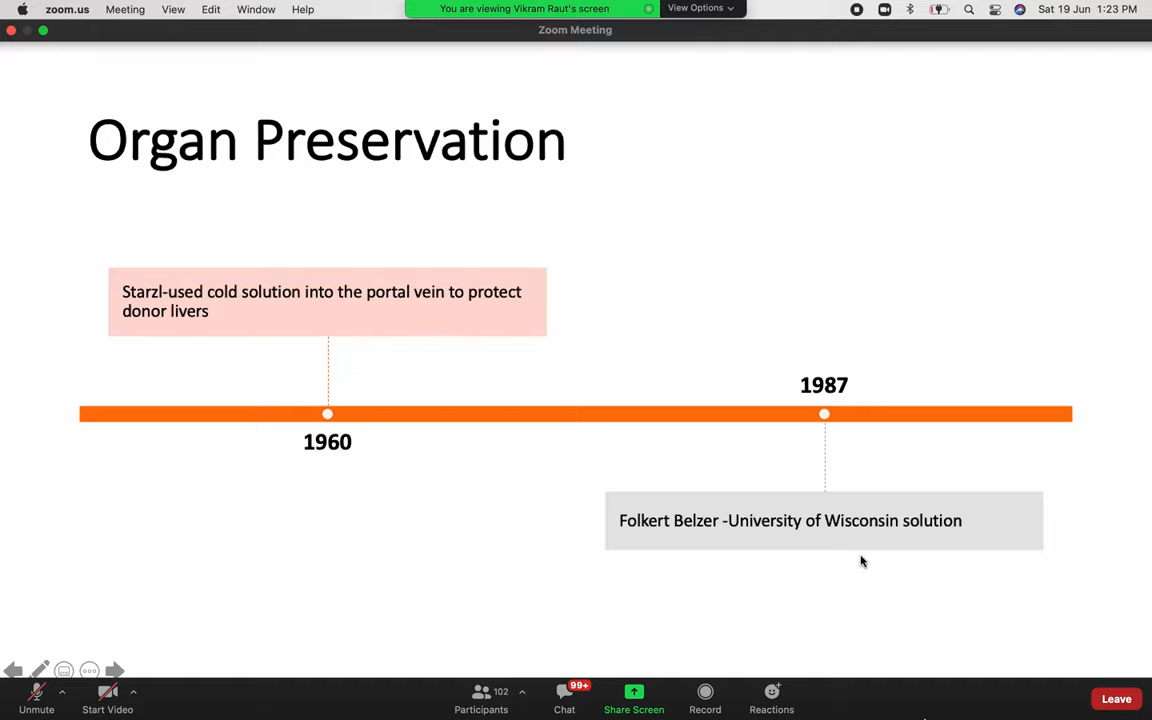 zoom.us Meeting View Edit Window Help
You are viewing Vikram Raut's screen
View Options
Sat 19 Jun 1:23 PM
Zoom Meeting
Organ Preservation
Starzl-used cold solution into the portal vein to protect
donor livers
1987
1960
Folkert Belzer -University of Wisconsin solution
102
99+
Unmute
Start Video
Participants
Chat
Share Screen
Record
Reactions
Leave